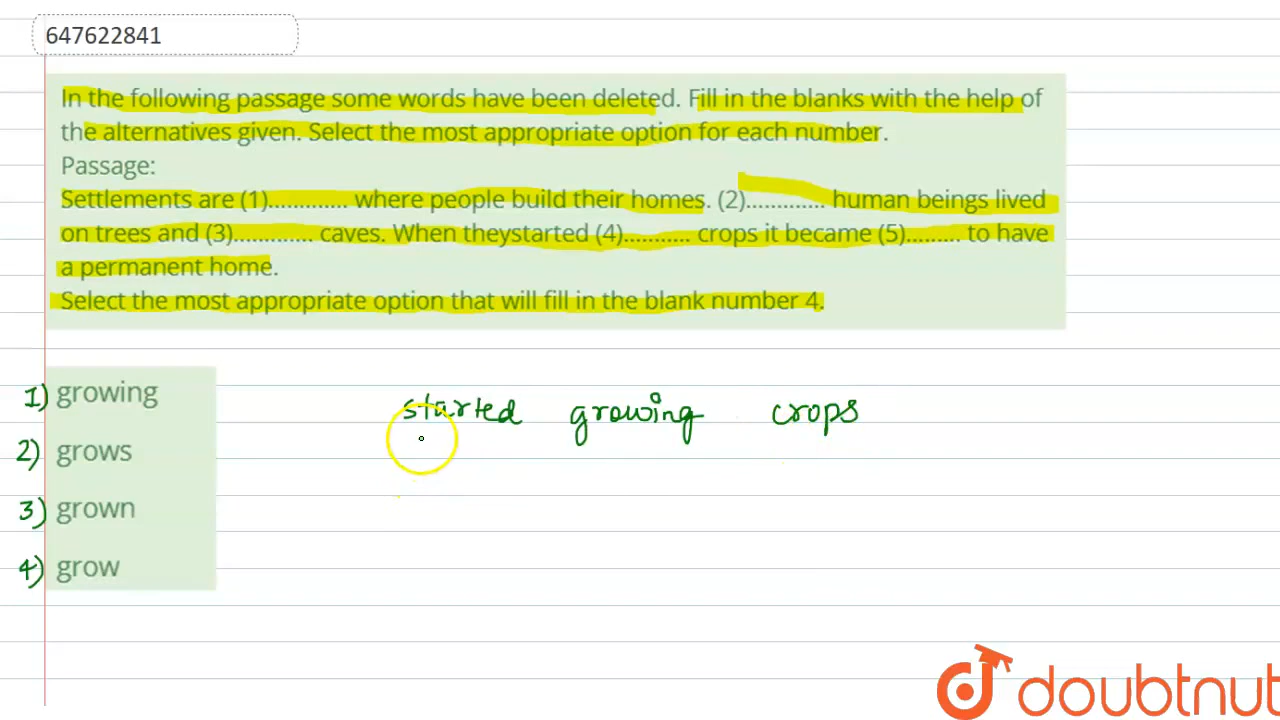 647622841
In the following passage some words have been deleted. Fill in the blanks with the help of
the alternatives given. Select the most appropriate option for each number.
Passage:
Settlements are (1)............. where people build their homes. (2)............. human beings lived
on trees and (3)............. caves. When theystarted (4)........... crops it became (5)......... to have
a permanent home.
Select the most appropriate option that will fill in the blank number 4.
1) growing
started growing crops
2) grows
3) grown
4) grow
doubtnut